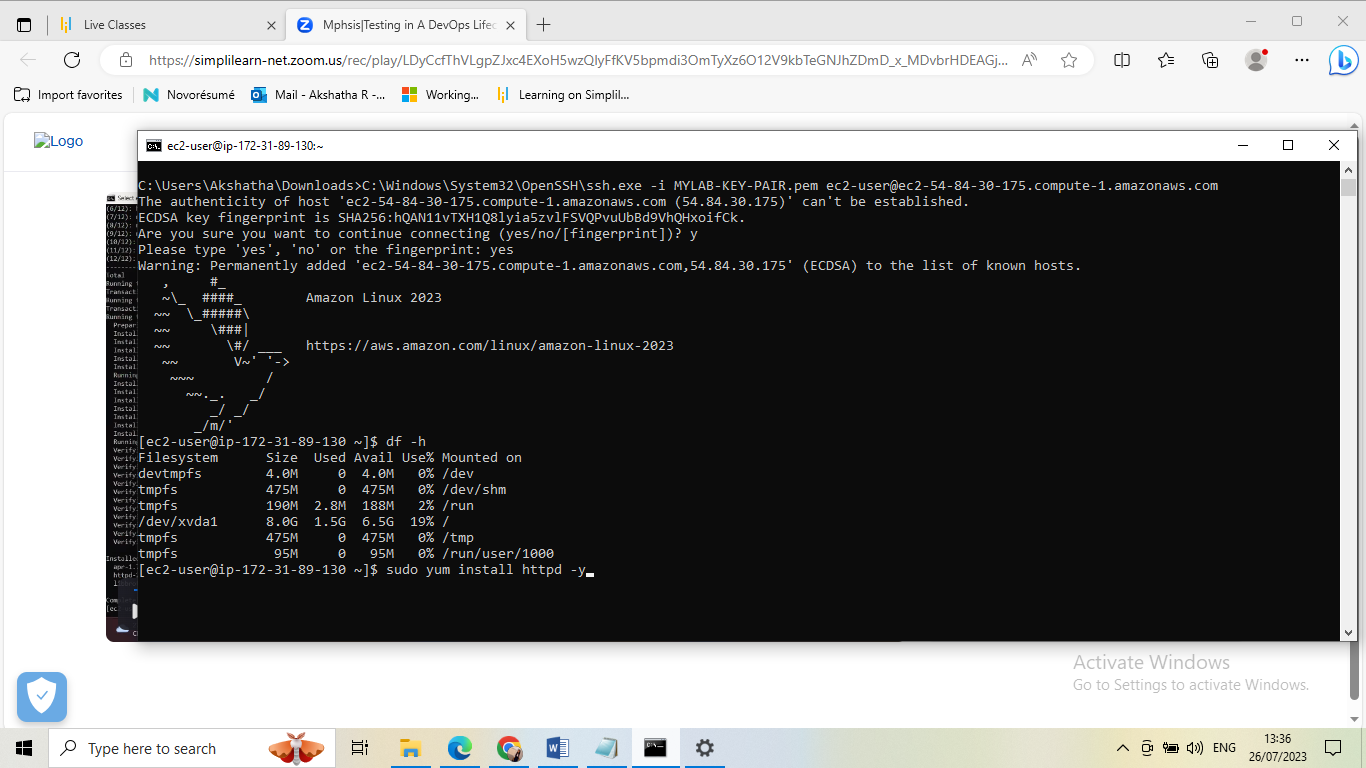 Live Classes
Mphsis|Testing in A DevOps Lifec
https://simplilearn-net.zoom.us/rec/play/LDyCcfThVLgpZJxc4EXoH5wzQlyFfKV5bpmdi3OmTyXz6O12V9kbTeGNJhZDmD_x_MDvbrHDEAGj...
Import favorites
Novorésumé
Mail - Akshatha R -...
Working...
Learning on Simplil...
Logo
ec2-user@ip-172-31-89-130:~
C:\Users\Akshatha\Downloads>C:\Windows\System32\OpenSSH\ssh.exe -i MYLAB-KEY-PAIR.pem ec2-user@ec2-54-84-30-175.compute-1.amazonaws.com
The authenticity of host 'ec2-54-84-30-175.compute-1.amazonaws.com (54.84.30.175)' can't be established.
ECDSA key fingerprint is SHA256:hQAN11vTXH1Q8lyia5zvlFSVQPvuUbBd9VhQHxoifCk.
Are you sure you want to continue connecting (yes/no/[fingerprint])? y
Please type 'yes', 'no' or the fingerprint: yes
Warning: Permanently added 'ec2-54-84-30-175.compute-1.amazonaws.com,54.84.30.175' (ECDSA) to the list of known hosts.
   ,     #_
   ~\_  ####_        Amazon Linux 2023
  ~~  \_#####\
  ~~     \###|
  ~~       \#/ ___   https://aws.amazon.com/linux/amazon-linux-2023
   ~~       V~' '->
    ~~~         /
      ~~._.   _/
         _/ _/
       _/m/'
[ec2-user@ip-172-31-89-130 ~]$ df -h
Filesystem      Size  Used Avail Use% Mounted on
devtmpfs        4.0M     0  4.0M   0% /dev
tmpfs           475M     0  475M   0% /dev/shm
tmpfs           190M  2.8M  188M   2% /run
/dev/xvda1      8.0G  1.5G  6.5G  19% /
tmpfs           475M     0  475M   0% /tmp
tmpfs            95M     0   95M   0% /run/user/1000
[ec2-user@ip-172-31-89-130 ~]$ sudo yum install httpd -y
Activate Windows
Go to Settings to activate Windows.
Type here to search
ENG
13:36
26/07/2023